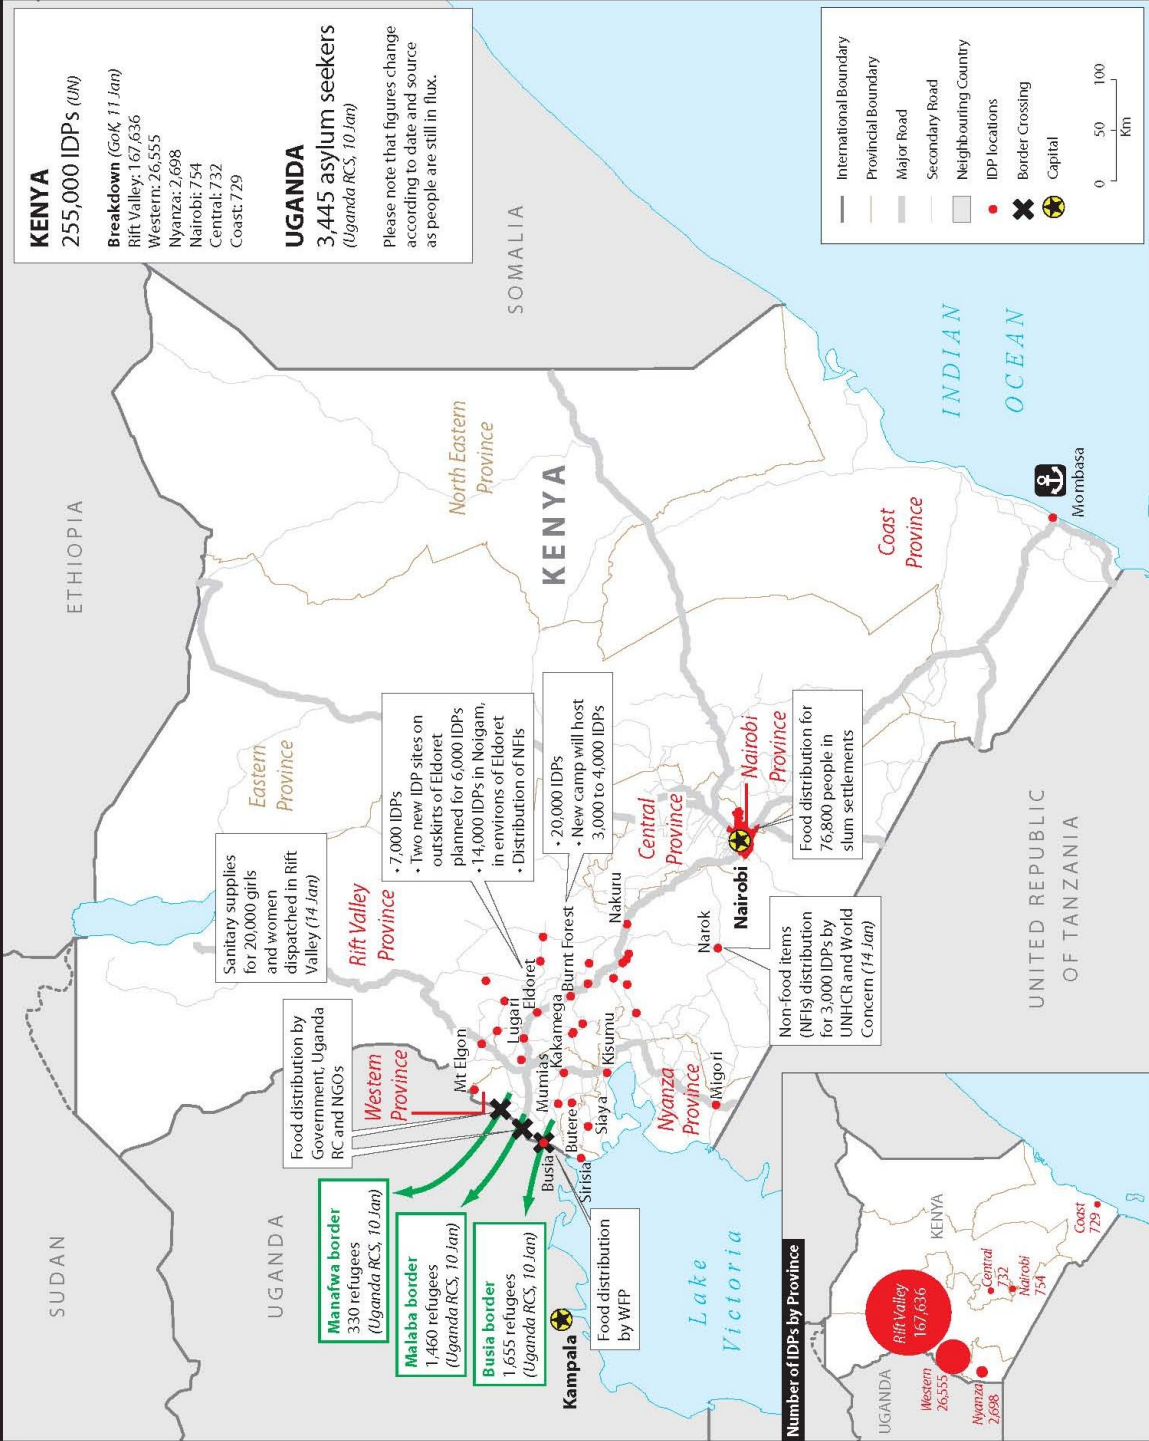 KENYA
255,000 IDPs (UN)
Breakdown (GoK, 11 Jan)
Rift Valley: 167,636
Western: 26,555
Nyanza: 2,698
Nairobi: 754
Central: 732
Coast: 729
UGANDA
3,445 asylum seekers
(Uganda RCS, 10 Jan)
Please note that figures change
according to date and source
as people are still in flux.
SUDAN
ETHIOPIA
SOMALIA
UGANDA
KENYA
UNITED REPUBLIC
OF TANZANIA
INDIAN
OCEAN
Lake
Victoria
Eastern
Province
North Eastern
Province
Rift Valley
Province
Western
Province
Central
Province
Nairobi
Province
Nyanza
Province
Coast
Province
Sanitary supplies
for 20,000 girls
and women
dispatched in Rift
Valley (14 Jan)
Food distribution by
Government, Uganda
RC and NGOs
• 7,000 IDPs
• Two new IDP sites on
outskirts of Eldoret
planned for 6,000 IDPs
• 14,000 IDPs in Noigam,
in environs of Eldoret
• Distribution of NFIs
• 20,000 IDPs
• New camp will host
3,000 to 4,000 IDPs
Manafwa border
330 refugees
(Uganda RCS, 10 Jan)
Malaba border
1,460 refugees
(Uganda RCS, 10 Jan)
Busia border
1,655 refugees
(Uganda RCS, 10 Jan)
Food distribution
by WFP
Food distribution for
76,800 people in
slum settlements
Non-food items
(NFIs) distribution
for 3,000 IDPs by
UNHCR and World
Concern (14 Jan)
Mt Elgon
Lugari
Eldoret
Mumias
Kakamega
Burnt Forest
Busia
Butere
Sirisia
Siaya
Kisumu
Nakuru
Narok
Nairobi
Migori
Mombasa
Kampala
International Boundary
Provincial Boundary
Major Road
Secondary Road
Neighbouring Country
IDP locations
Border Crossing
Capital
0 50 100
Km
Number of IDPs by Province
UGANDA
KENYA
Rift Valley
167,636
Western
26,555
Nyanza
2,698
Central
732
Nairobi
754
Coast
729